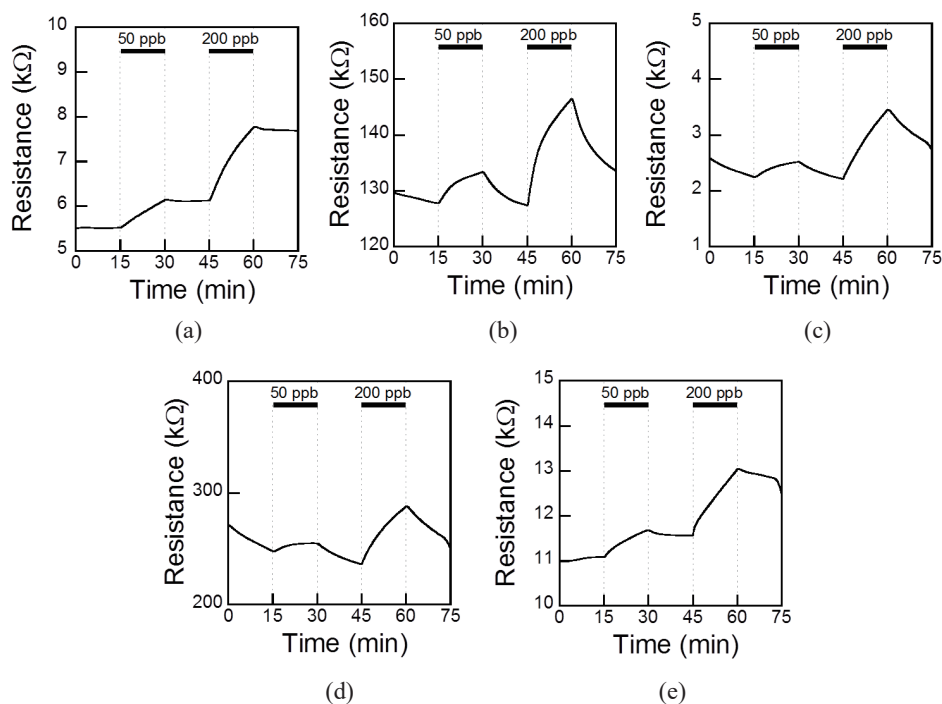 10
9
8
7
6
5
50 ppb
200 ppb
Resistance (kΩ)
0 15 30 45 60 75
Time (min)
(a)
160
150
140
130
120
50 ppb
200 ppb
Resistance (kΩ)
0 15 30 45 60 75
Time (min)
(b)
5
4
3
2
1
50 ppb
200 ppb
Resistance (kΩ)
0 15 30 45 60 75
Time (min)
(c)
400
300
200
50 ppb
200 ppb
Resistance (kΩ)
0 15 30 45 60 75
Time (min)
(d)
15
14
13
12
11
10
50 ppb
200 ppb
Resistance (kΩ)
0 15 30 45 60 75
Time (min)
(e)